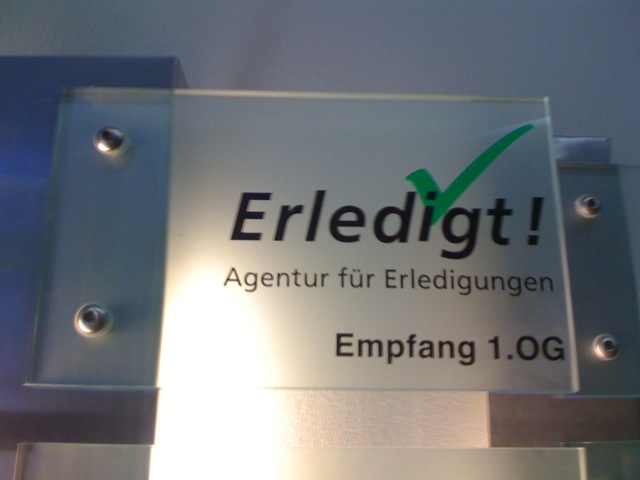 Erledigt!
Agentur für Erledigungen
Empfang 1.OG